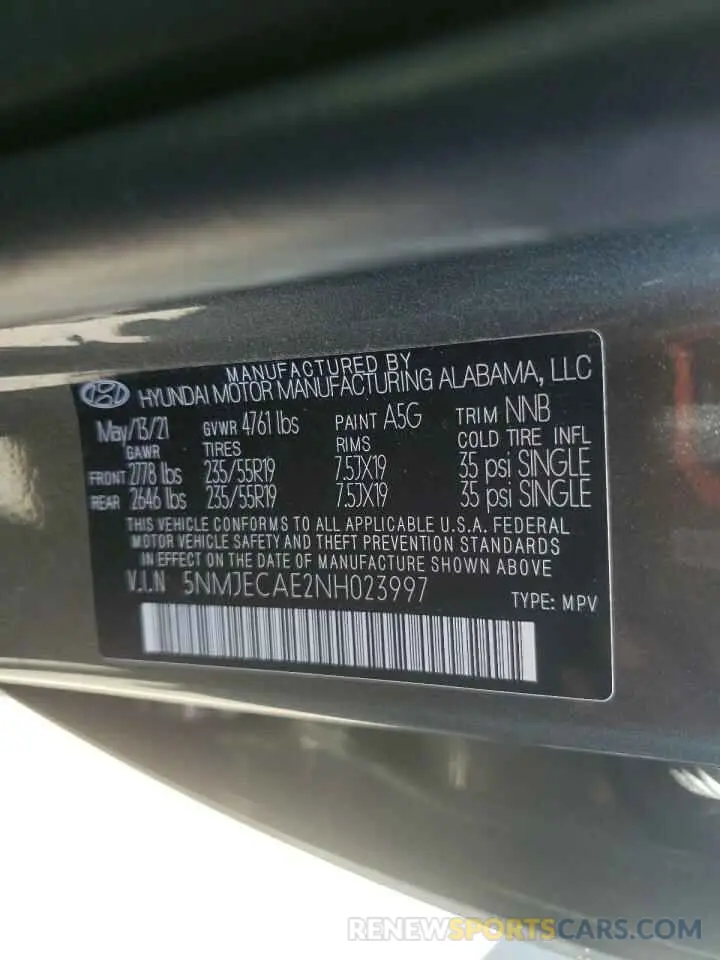 MANUFACTURED BY
HYUNDAI MOTOR MANUFACTURING ALABAMA, LLC
May/13/21 GVWR 4761 lbs PAINT A5G TRIM NNB
GAWR TIRES RIMS COLD TIRE INFL
FRONT 2778 lbs 235/55R19 7.5JX19 35 psi SINGLE
REAR 2646 lbs 235/55R19 7.5JX19 35 psi SINGLE
THIS VEHICLE CONFORMS TO ALL APPLICABLE U.S.A. FEDERAL
MOTOR VEHICLE SAFETY AND THEFT PREVENTION STANDARDS
IN EFFECT ON THE DATE OF MANUFACTURE SHOWN ABOVE
V.I.N 5NMJECAE2NH023997
TYPE: MPV
RENEWSPORTSCARS.COM